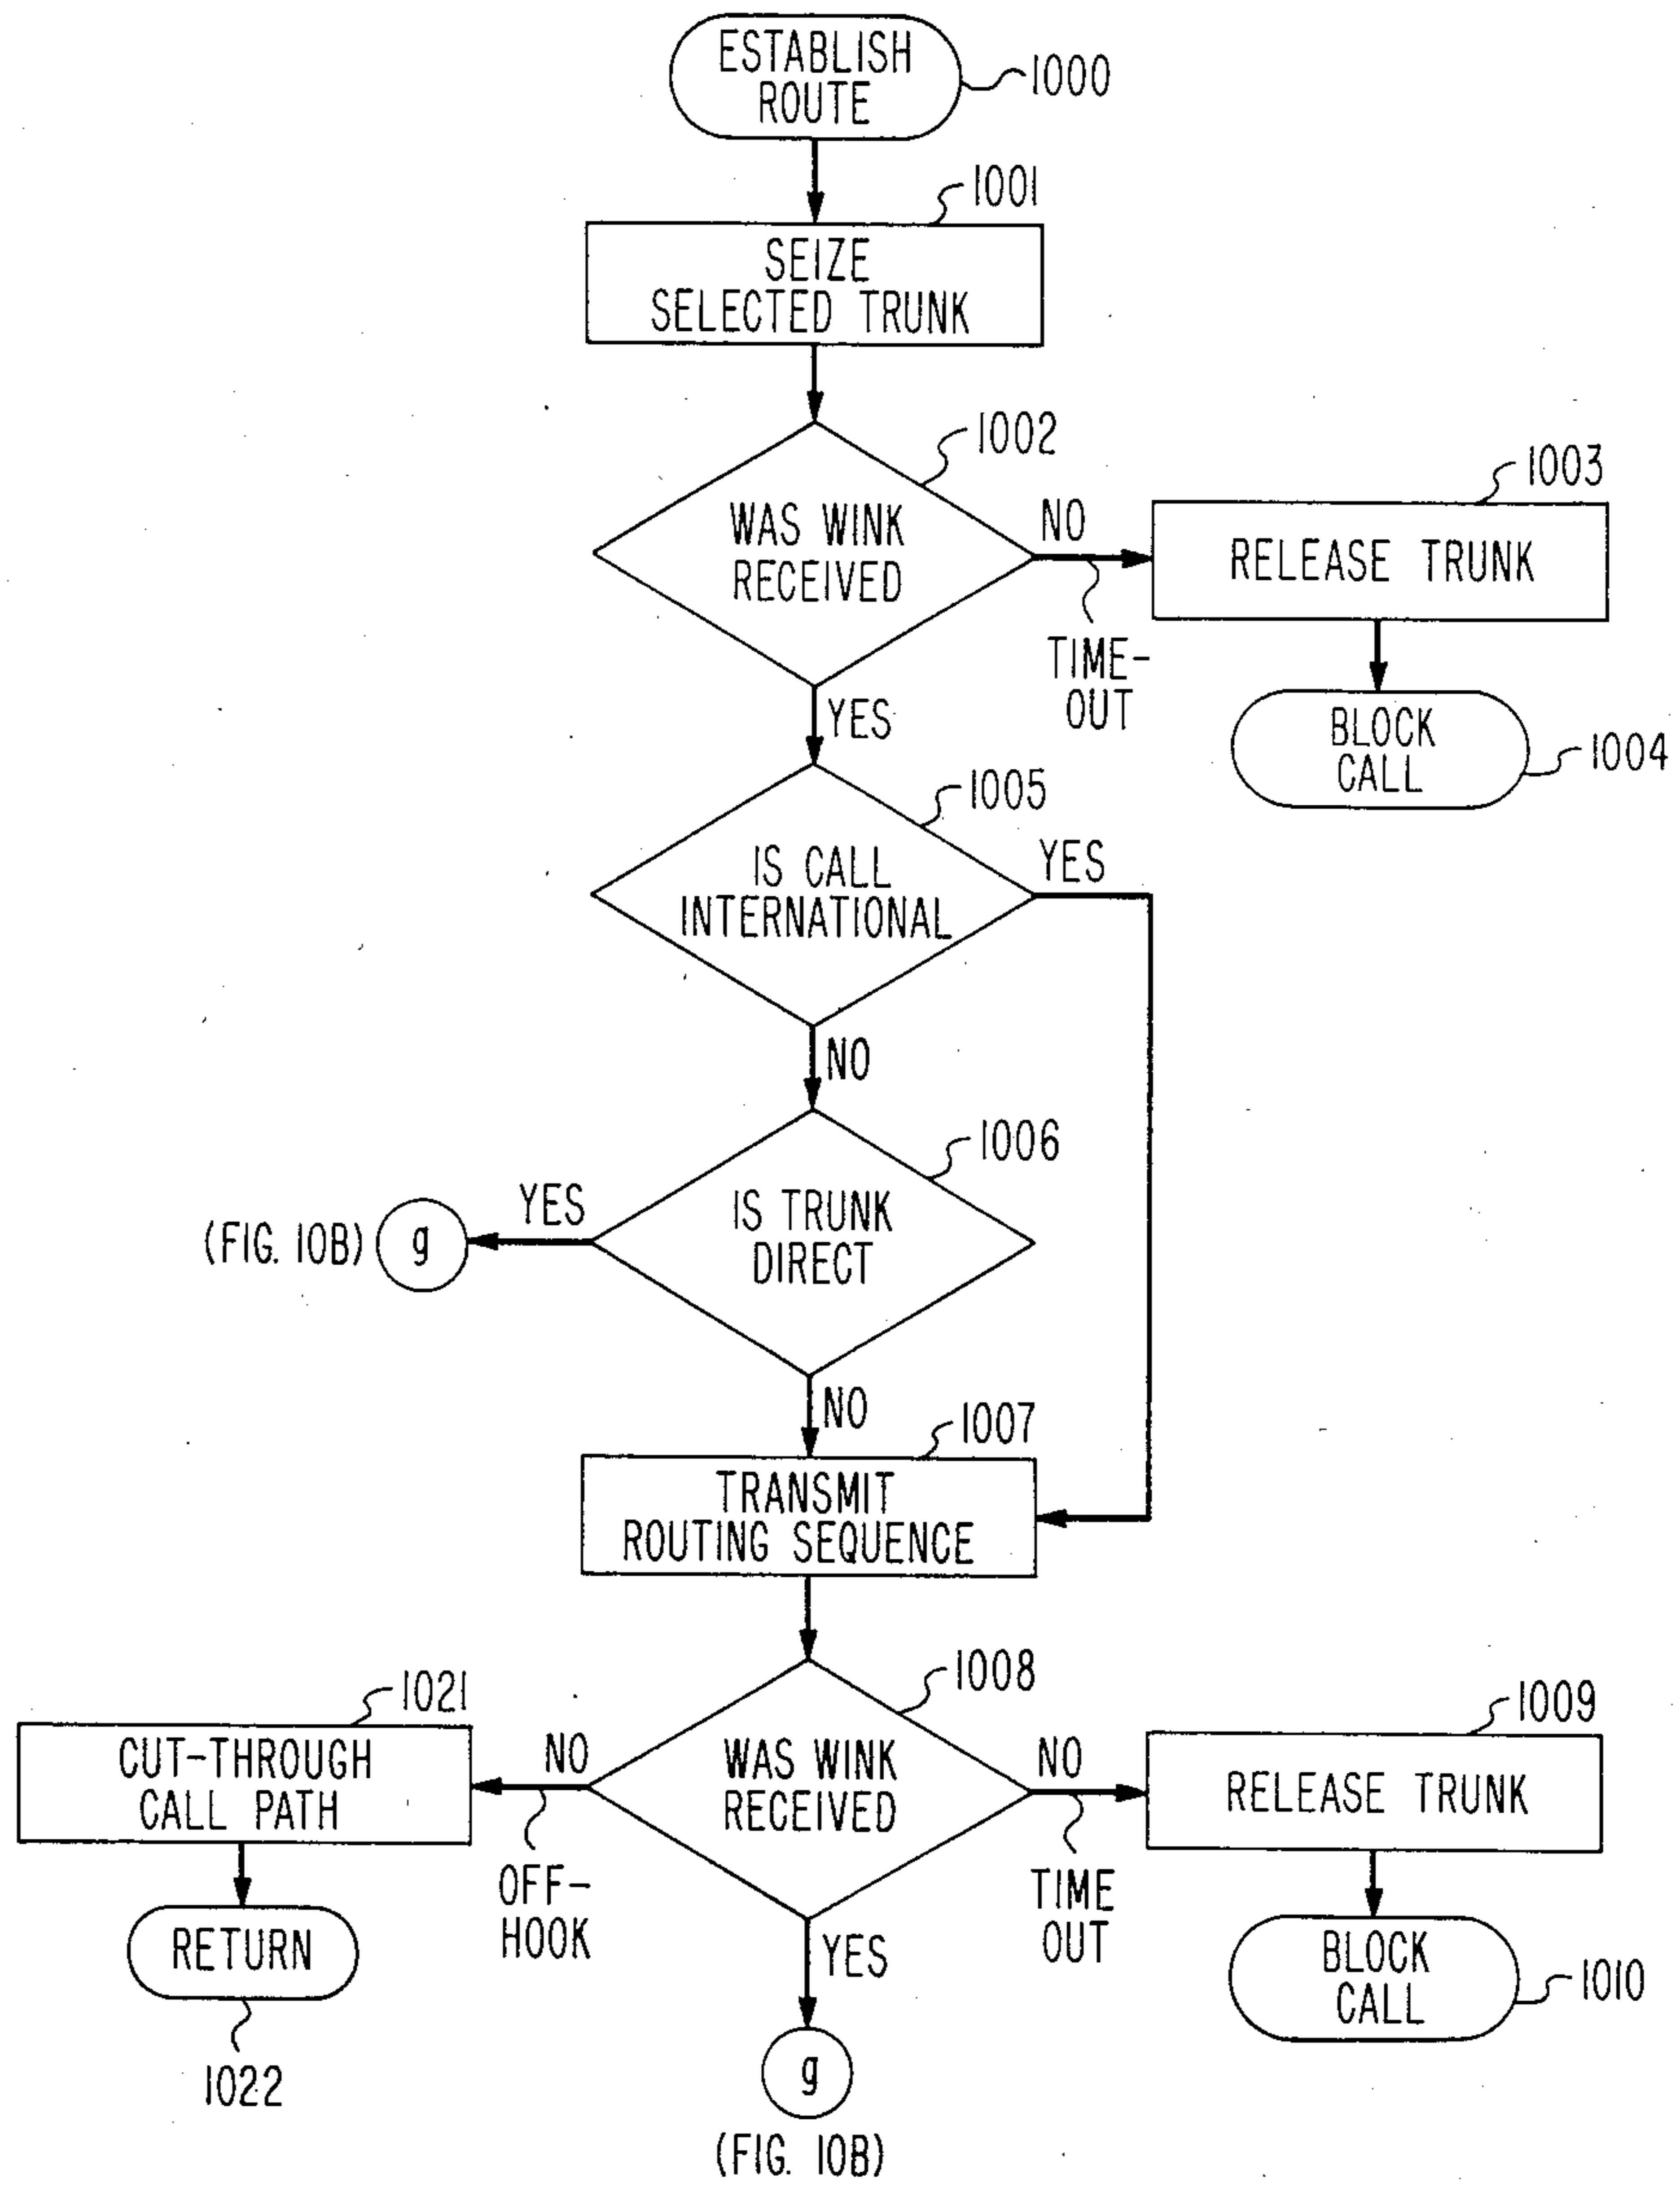 ESTABLISH
ROUTE
1000
1001
SEIZE
SELECTED TRUNK
1002
WAS WINK
RECEIVED
NO
TIME-
OUT
1003
RELEASE TRUNK
BLOCK
CALL
1004
YES
1005
IS CALL
INTERNATIONAL
YES
NO
1006
IS TRUNK
DIRECT
YES
g
(FIG. 10B)
NO
1007
TRANSMIT
ROUTING SEQUENCE
1008
WAS WINK
RECEIVED
NO
OFF-
HOOK
1021
CUT-THROUGH
CALL PATH
RETURN
1022
NO
TIME
OUT
1009
RELEASE TRUNK
BLOCK
CALL
1010
YES
g
(FIG. 10B)